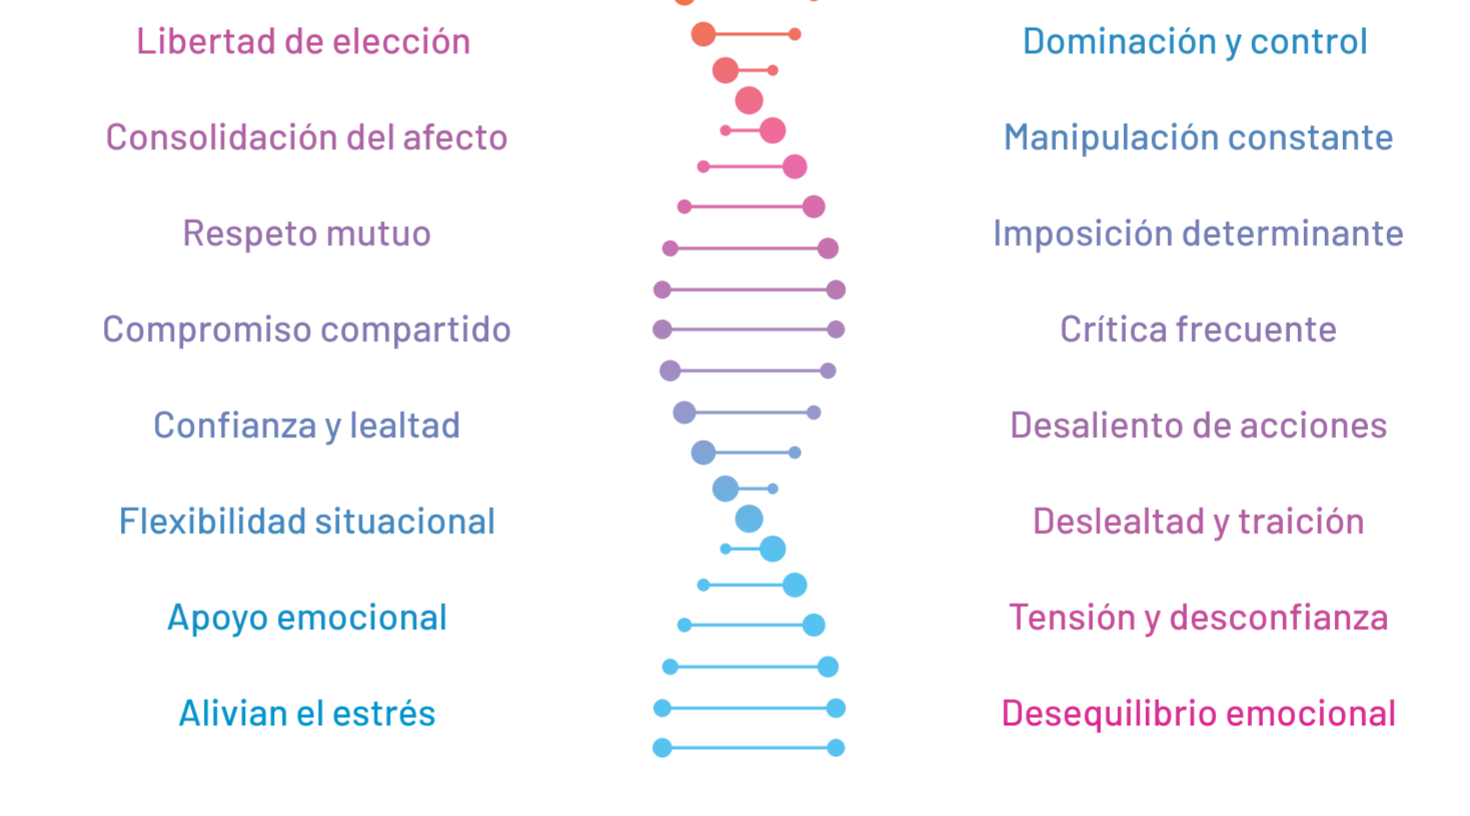 Libertad de elección
Dominación y control
Consolidación del afecto
Manipulación constante
Respeto mutuo
Imposición determinante
Compromiso compartido
Crítica frecuente
Confianza y lealtad
Desaliento de acciones
Flexibilidad situacional
Deslealtad y traición
Apoyo emocional
Tensión y desconfianza
Alivian el estrés
Desequilibrio emocional